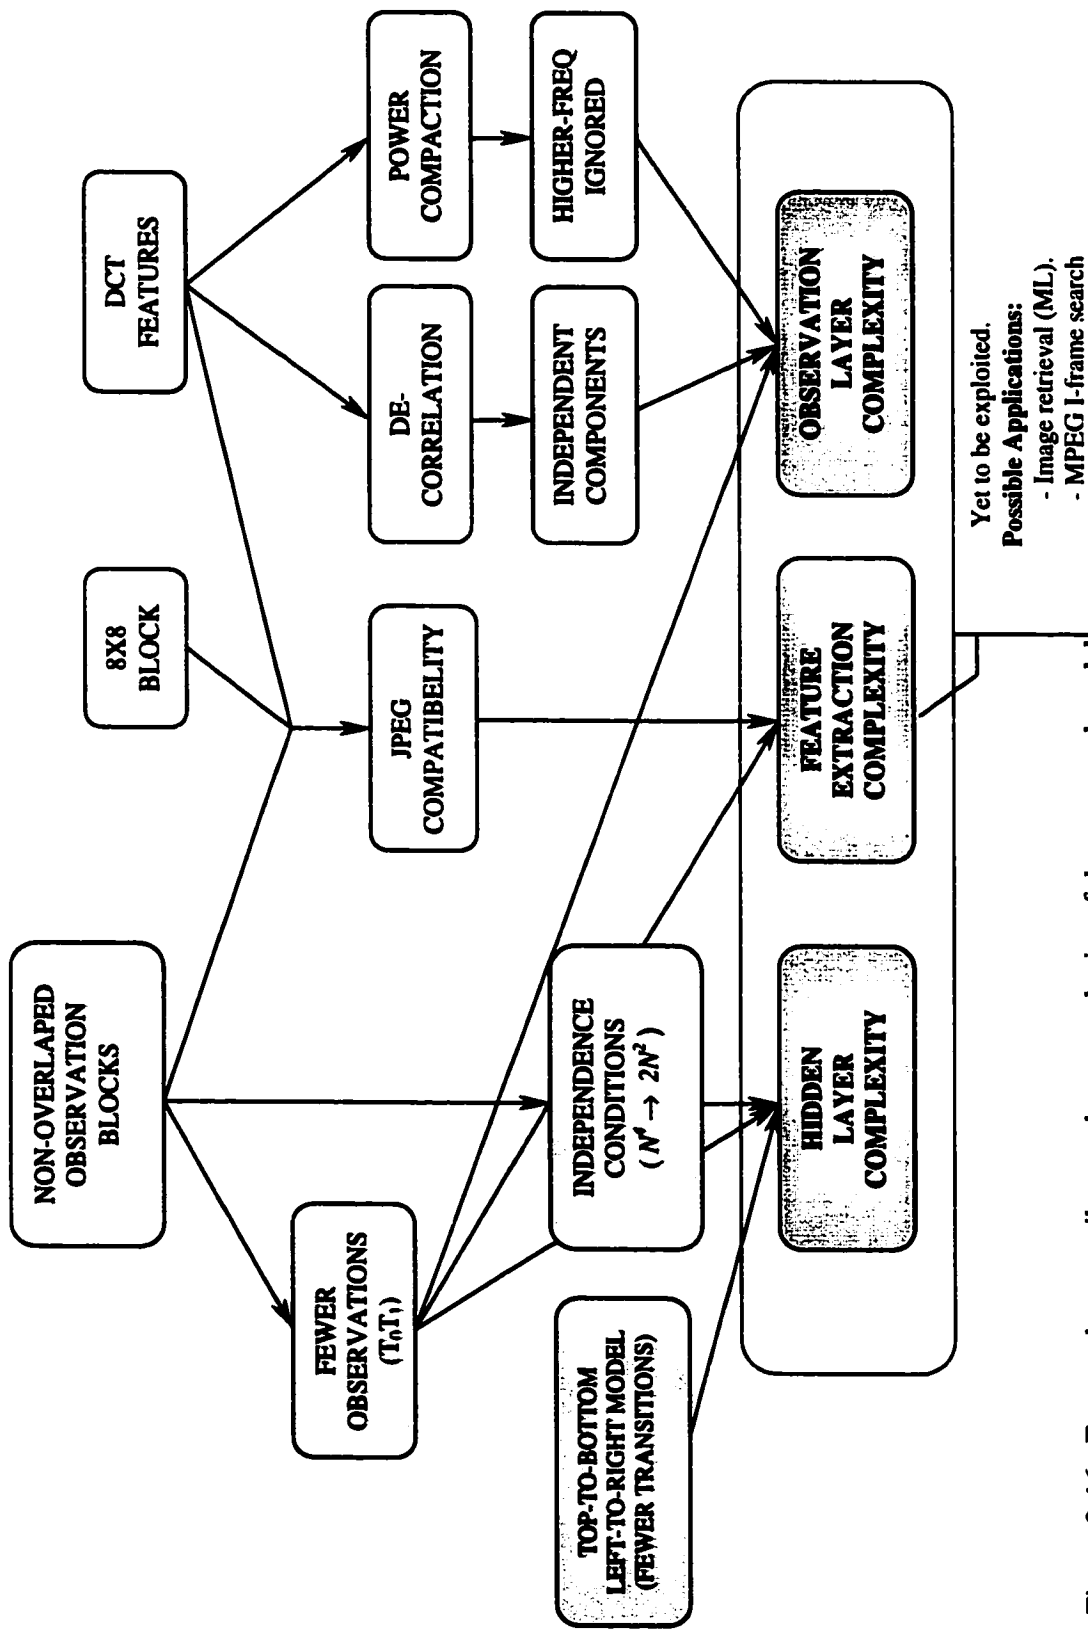 NON-OVERLAPED
OBSERVATION
BLOCKS
8X8
BLOCK
DCT
FEATURES
FEWER
OBSERVATIONS
(T₀T₁)
JPEG
COMPATIBELITY
DE-
CORRELATION
POWER
COMPACTION
TOP-TO-BOTTOM
LEFT-TO-RIGHT MODEL
(FEWER TRANSITIONS)
INDEPENDENCE
CONDITIONS
(N⁴ → 2N²)
INDEPENDENT
COMPONENTS
HIGHER-FREQ
IGNORED
HIDDEN
LAYER
COMPLEXITY
FEATURE
EXTRACTION
COMPLEXITY
OBSERVATION
LAYER
COMPLEXITY
Yet to be exploited.
Possible Applications:
- Image retrieval (ML).
- MPEG I-frame search